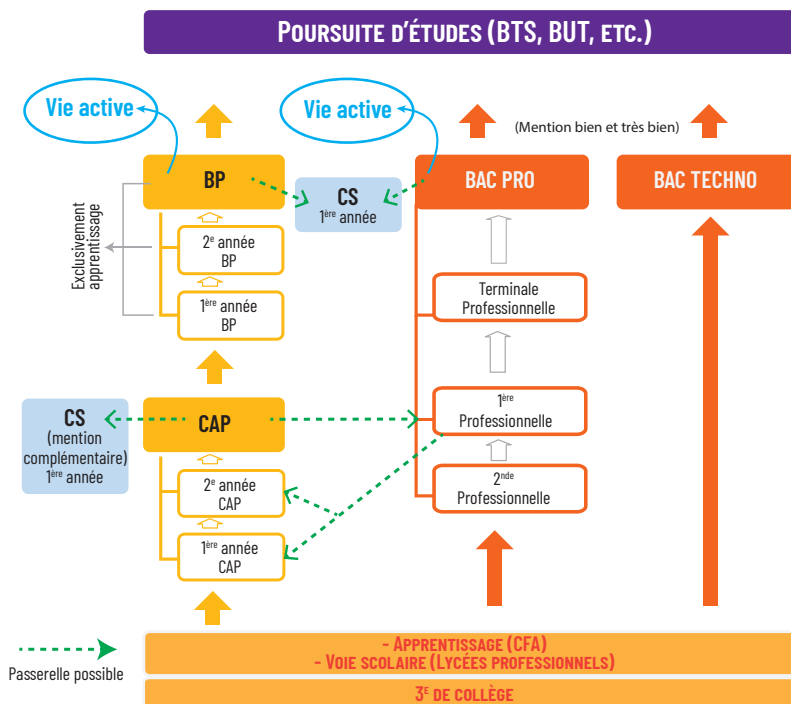 POURSUITE D'ÉTUDES (BTS, BUT, ETC.)
Vie active
Vie active
(Mention bien et très bien)
BP
CS
1ère année
BAC PRO
BAC TECHNO
Exclusivement
apprentissage
2e année
BP
1ère année
BP
Terminale
Professionnelle
CS
(mention
complémentaire)
1ère année
CAP
1ère
Professionnelle
2e année
CAP
2nde
Professionnelle
1ère année
CAP
Passerelle possible
- APPRENTISSAGE (CFA)
- VOIE SCOLAIRE (LYCÉES PROFESSIONNELS)
3E DE COLLÈGE